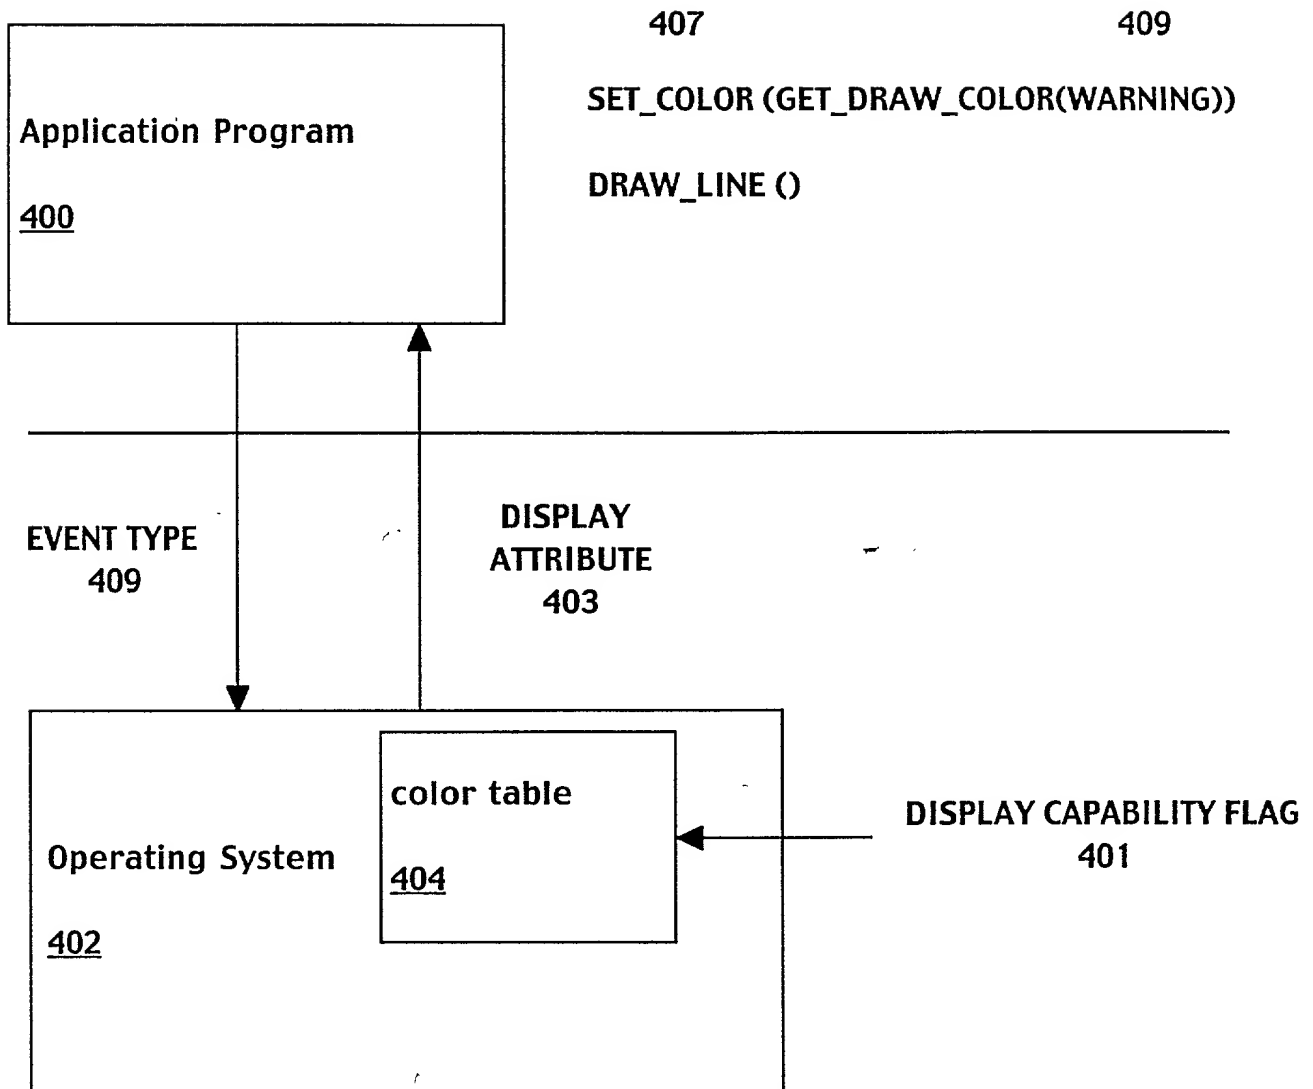 407 409
Application Program
400
SET_COLOR (GET_DRAW_COLOR(WARNING))
DRAW_LINE ()
EVENT TYPE
409
DISPLAY
ATTRIBUTE
403
Operating System
402
color table
404
DISPLAY CAPABILITY FLAG
401